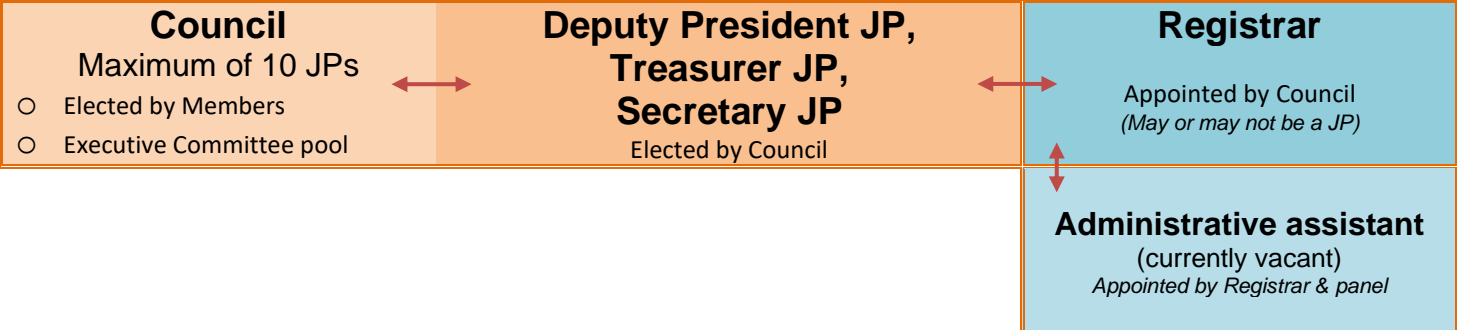 Council
Maximum of 10 JPs
○ Elected by Members
○ Executive Committee pool
Deputy President JP,
Treasurer JP,
Secretary JP
Elected by Council
Registrar
Appointed by Council
(May or may not be a JP)
Administrative assistant
(currently vacant)
Appointed by Registrar & panel